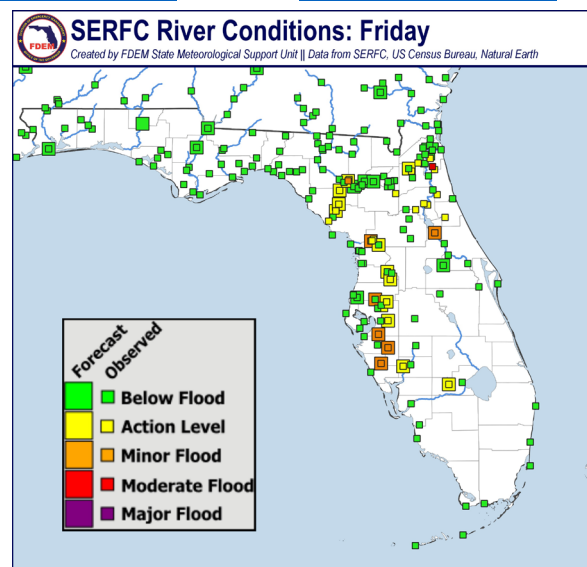 SERFC River Conditions: Friday
Created by FDEM State Meteorological Support Unit || Data from SERFC, US Census Bureau, Natural Earth
FDEM
Forecast
Observed
Below Flood
Action Level
Minor Flood
Moderate Flood
Major Flood